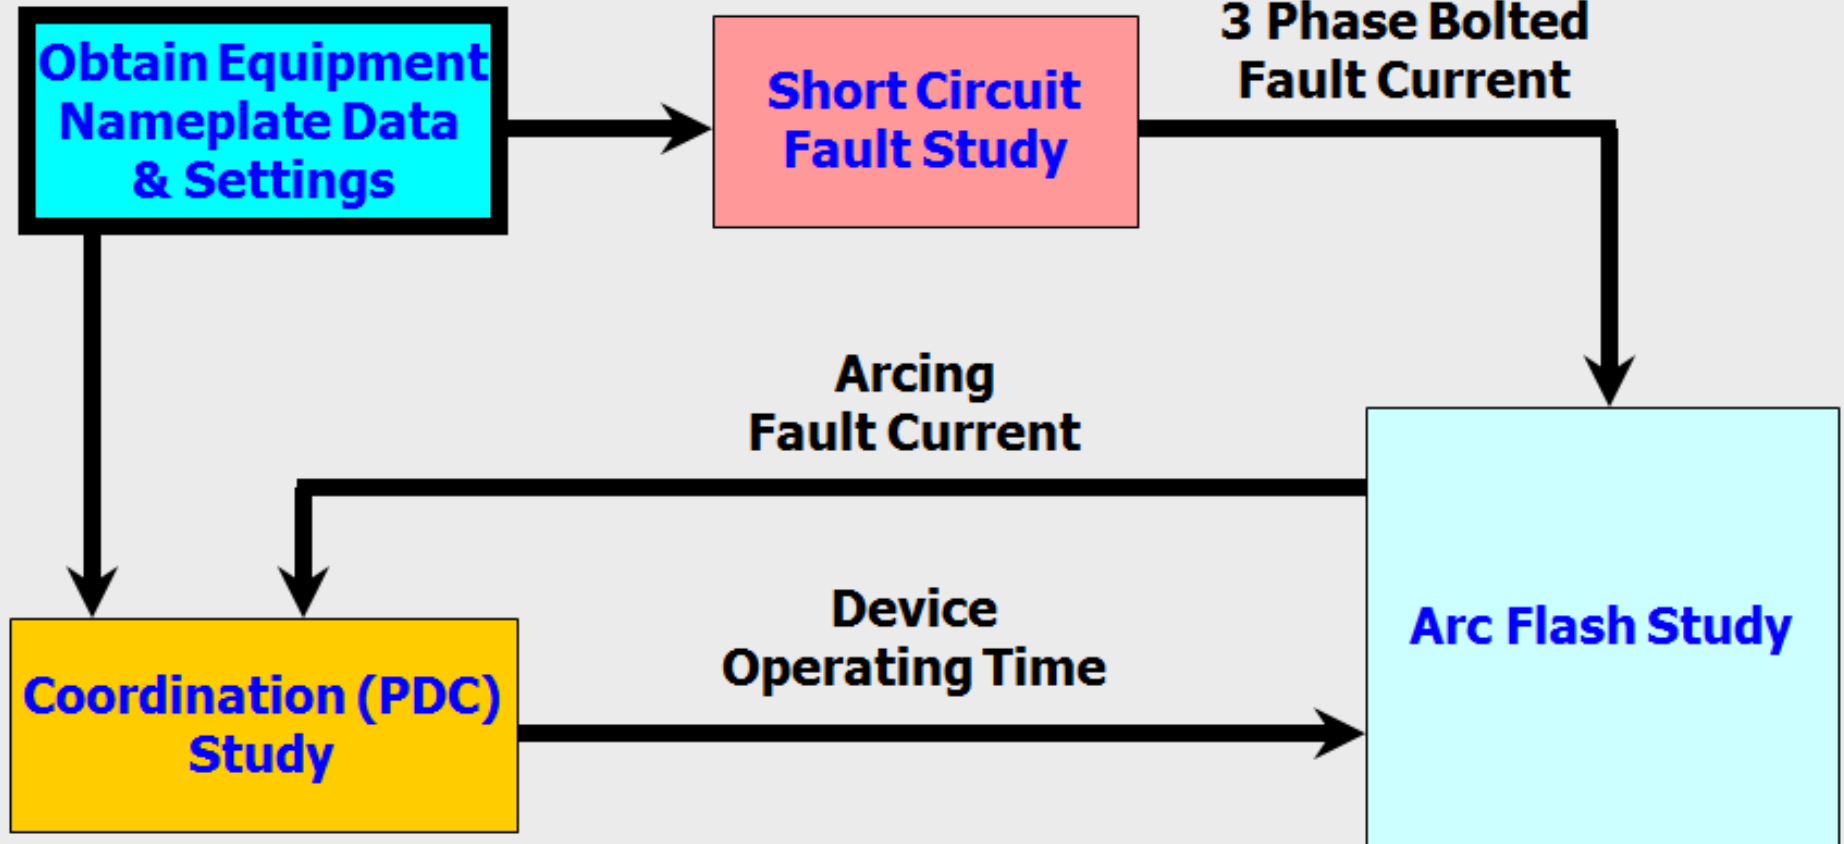 Obtain Equipment
Nameplate Data
& Settings
Short Circuit
Fault Study
3 Phase Bolted
Fault Current
Arcing
Fault Current
Device
Operating Time
Arc Flash Study
Coordination (PDC)
Study